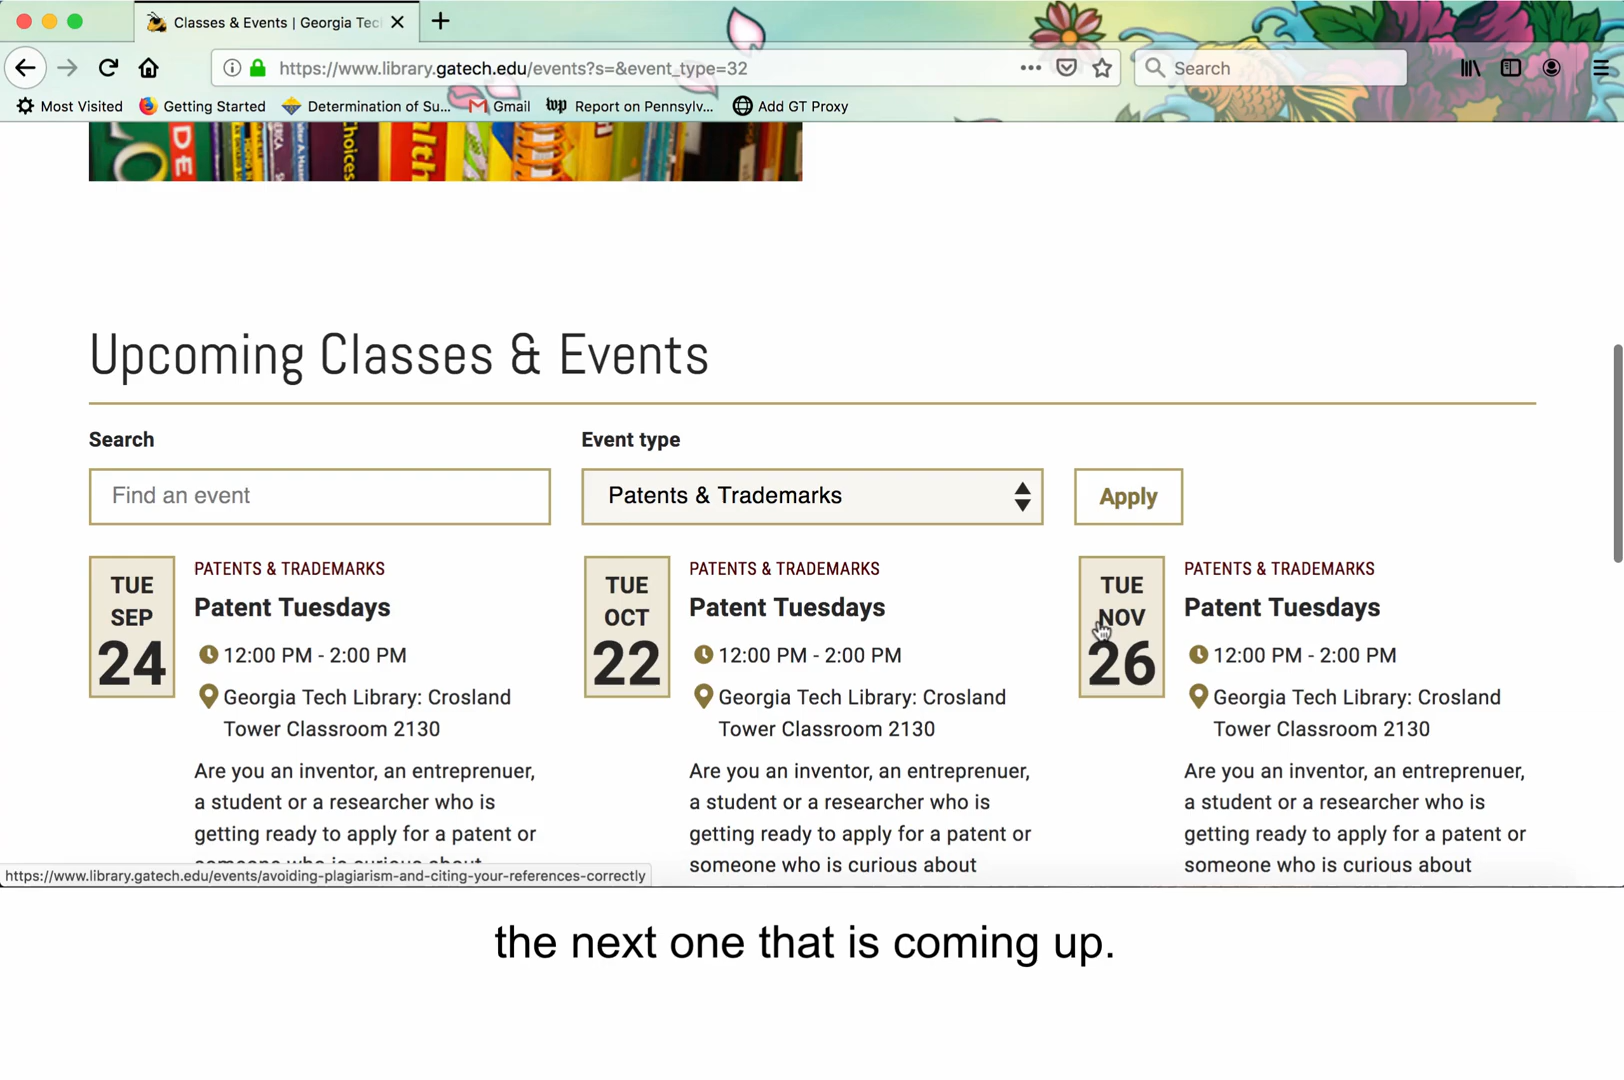 Classes & Events | Georgia Tec
https://www.library.gatech.edu/events?s=&event_type=32
Search
Most Visited
Getting Started
Determination of Su...
Gmail
wp Report on Pennsylv...
Add GT Proxy
DE
Choices
alth
Upcoming Classes & Events
Search
Event type
Find an event
Patents & Trademarks
Apply
TUE
SEP
24
PATENTS & TRADEMARKS
Patent Tuesdays
12:00 PM - 2:00 PM
Georgia Tech Library: Crosland
Tower Classroom 2130
Are you an inventor, an entreprenuer,
a student or a researcher who is
getting ready to apply for a patent or
someone who is curious about
TUE
OCT
22
PATENTS & TRADEMARKS
Patent Tuesdays
12:00 PM - 2:00 PM
Georgia Tech Library: Crosland
Tower Classroom 2130
Are you an inventor, an entreprenuer,
a student or a researcher who is
getting ready to apply for a patent or
someone who is curious about
TUE
NOV
26
PATENTS & TRADEMARKS
Patent Tuesdays
12:00 PM - 2:00 PM
Georgia Tech Library: Crosland
Tower Classroom 2130
Are you an inventor, an entreprenuer,
a student or a researcher who is
getting ready to apply for a patent or
someone who is curious about
https://www.library.gatech.edu/events/avoiding-plagiarism-and-citing-your-references-correctly
the next one that is coming up.